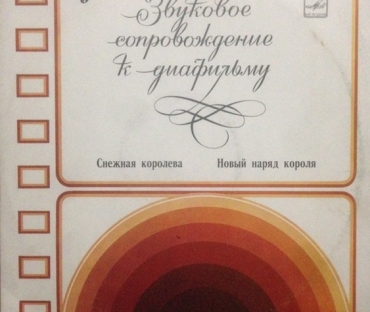 Звуковое
сопровождение
к диафильму
Снежная королева Новый наряд короля